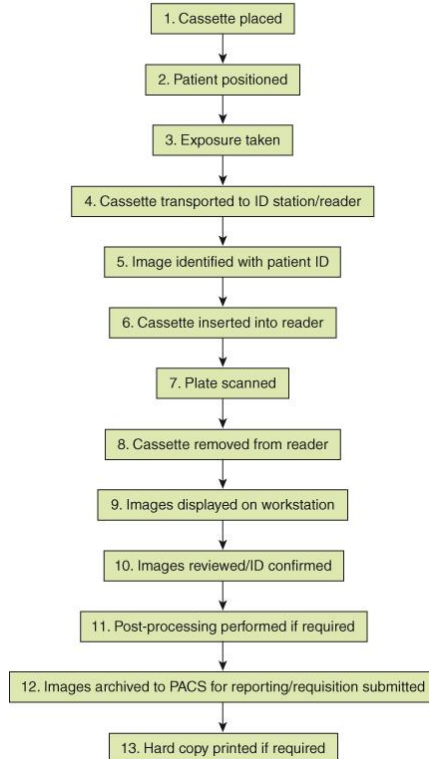 1. Cassette placed
2. Patient positioned
3. Exposure taken
4. Cassette transported to ID station/reader
5. Image identified with patient ID
6. Cassette inserted into reader
7. Plate scanned
8. Cassette removed from reader
9. Images displayed on workstation
10. Images reviewed/ID confirmed
11. Post-processing performed if required
12. Images archived to PACS for reporting/requisition submitted
13. Hard copy printed if required